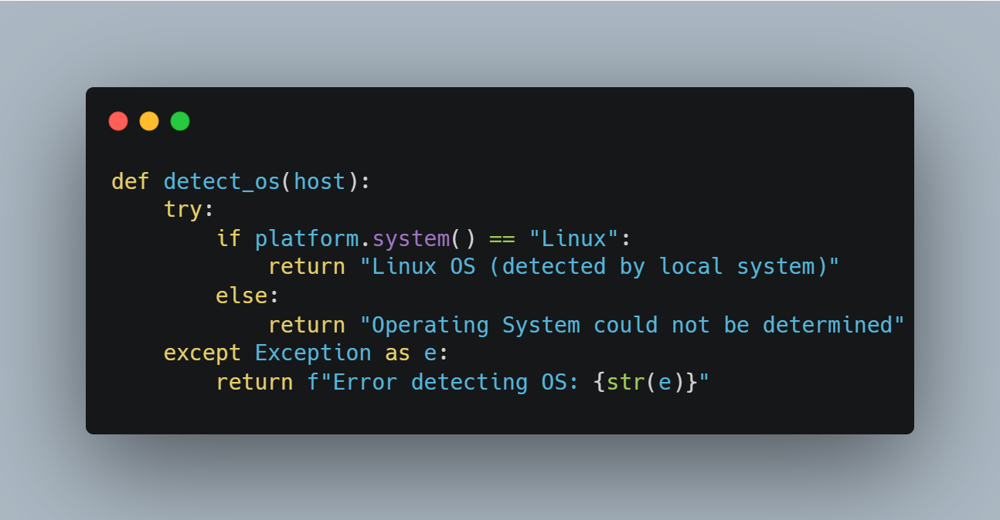 def detect_os(host):
    try:
        if platform.system() == "Linux":
            return "Linux OS (detected by local system)"
        else:
            return "Operating System could not be determined"
    except Exception as e:
        return f"Error detecting OS: {str(e)}"